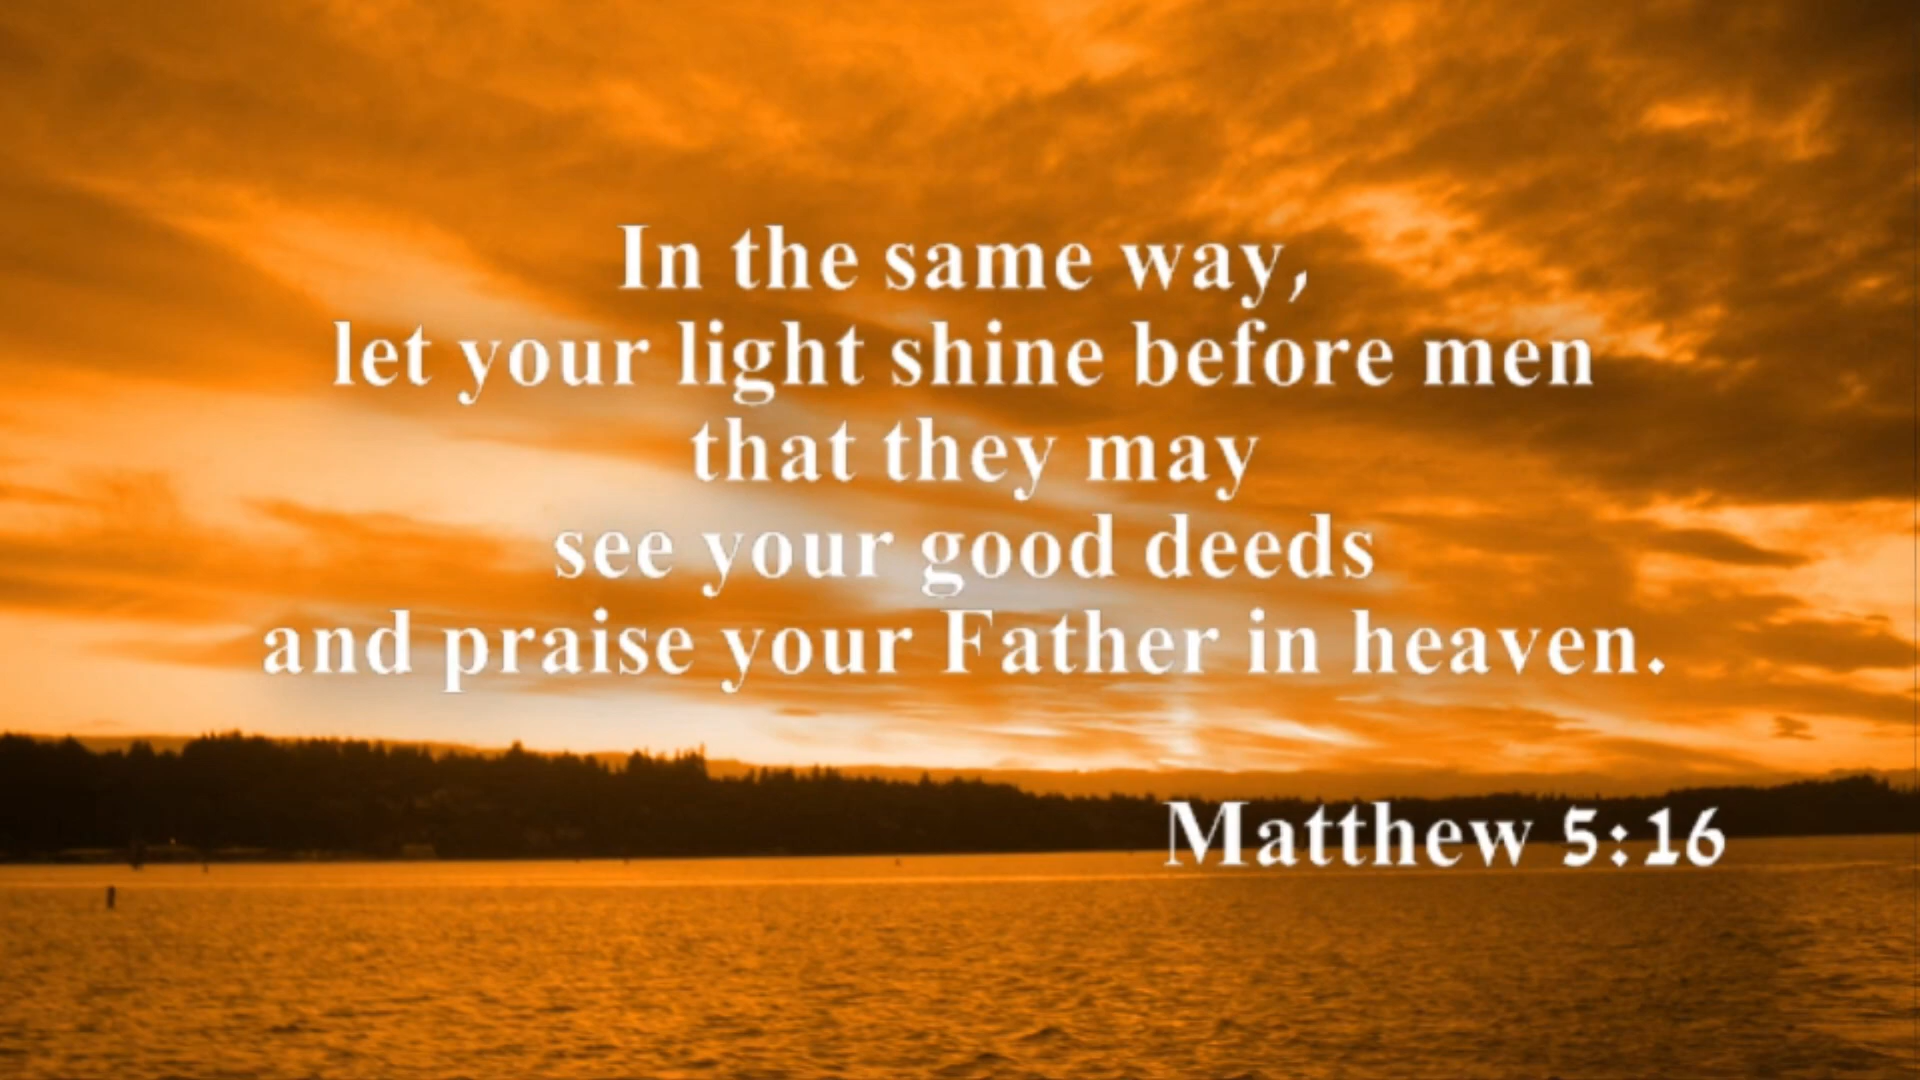 In the same way,
let your light shine before men
that they may
see your good deeds
and praise your Father in heaven.
Matthew 5:16